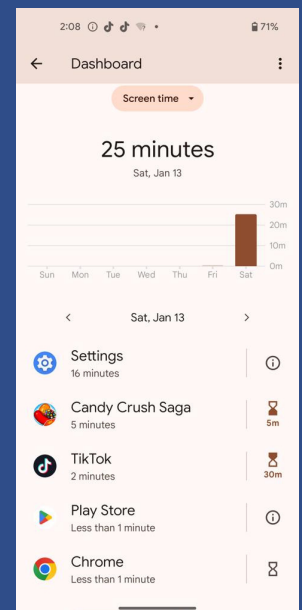 2:08
71%
Dashboard
Screen time
25 minutes
Sat, Jan 13
30m
20m
10m
0m
Sun Mon Tue Wed Thu Fri Sat
Sat, Jan 13
Settings
16 minutes
Candy Crush Saga
5 minutes
5m
TikTok
2 minutes
30m
Play Store
Less than 1 minute
Chrome
Less than 1 minute